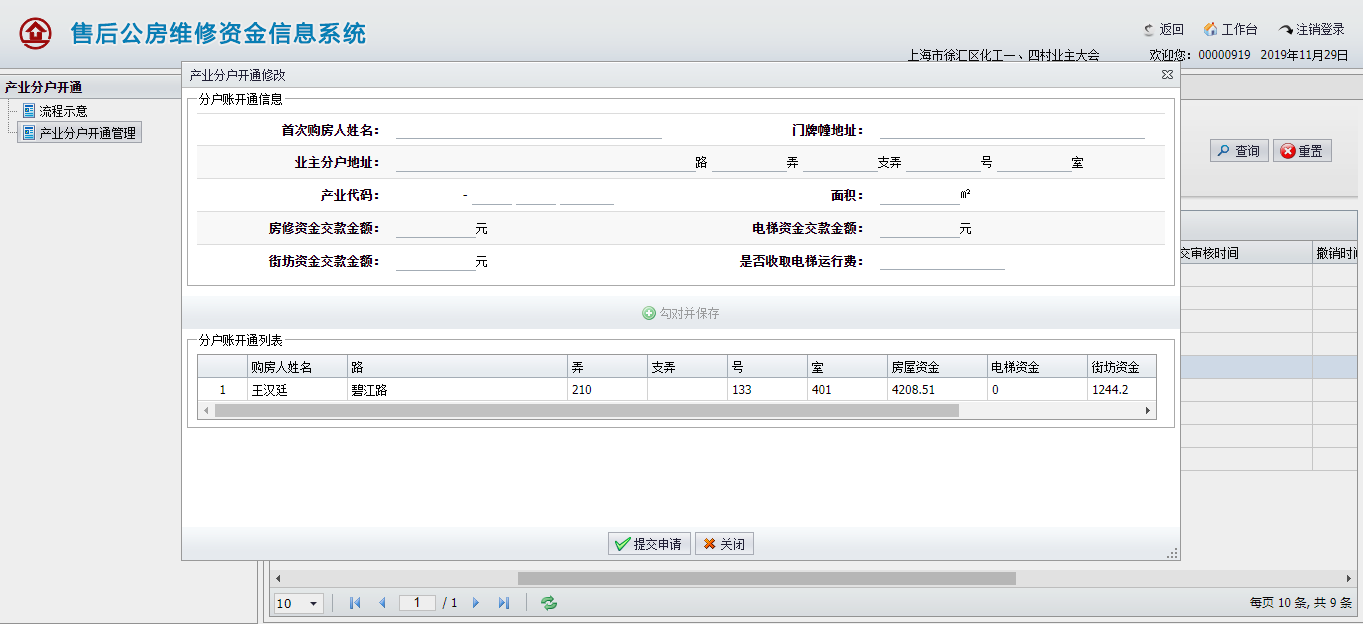 售后公房维修资金信息系统
返回 工作台 注销登录
上海市徐汇区化工一、四村业主大会 欢迎您：00000919 2019年11月29日
产业分户开通
流程示意
产业分户开通管理
产业分户开通修改
分户账开通信息
首次购房人姓名： 门牌幢地址：
业主分户地址： 路 弄 支弄 号 室
产业代码： - 面积： ㎡
房修资金交款金额： 元 电梯资金交款金额： 元
街坊资金交款金额： 元 是否收取电梯运行费：
查询 重置
交审核时间 撤销时间
勾对并保存
分户账开通列表
购房人姓名 路 弄 支弄 号 室 房屋资金 电梯资金 街坊资金
1 王汉廷 碧江路 210 133 401 4208.51 0 1244.2
提交申请 关闭
10 1 / 1 每页 10 条, 共 9 条